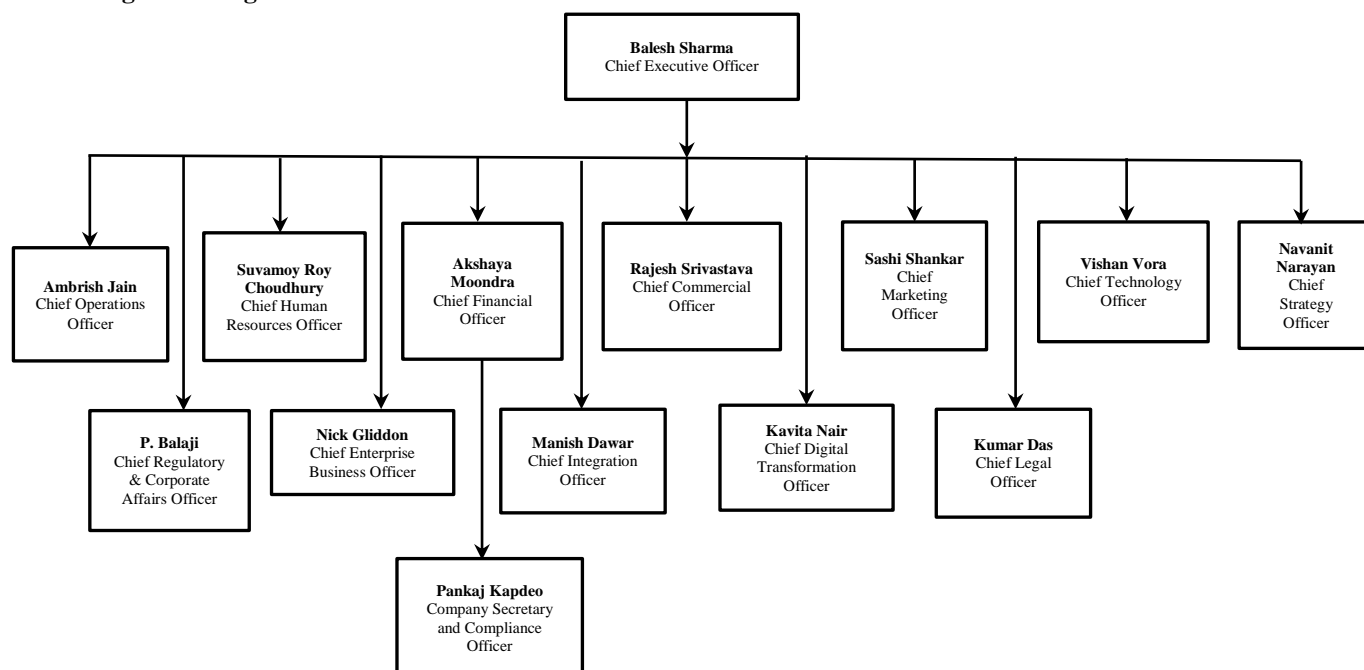 Balesh Sharma
Chief Executive Officer
Ambrish Jain
Chief Operations
Officer
Suvamoy Roy
Choudhury
Chief Human
Resources Officer
Akshaya
Moondra
Chief Financial
Officer
Rajesh Srivastava
Chief Commercial
Officer
Sashi Shankar
Chief
Marketing
Officer
Vishan Vora
Chief Technology
Officer
Navanit
Narayan
Chief
Strategy
Officer
P. Balaji
Chief Regulatory
& Corporate
Affairs Officer
Nick Gliddon
Chief Enterprise
Business Officer
Manish Dawar
Chief Integration
Officer
Kavita Nair
Chief Digital
Transformation
Officer
Kumar Das
Chief Legal
Officer
Pankaj Kapdeo
Company Secretary
and Compliance
Officer